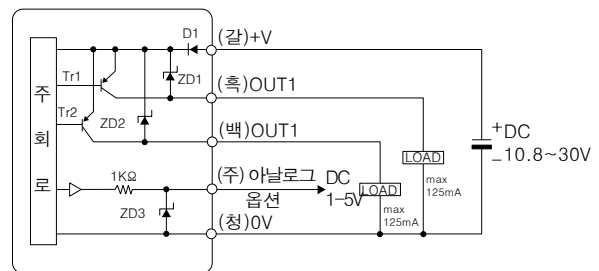 D1
(갈)+V
Tr1
ZD1
(흑)OUT1
주
회
로
Tr2
ZD2
(백)OUT1
LOAD
max
125mA
+DC
−10.8~30V
1KΩ
(주) 아날로그
옵션
DC
1-5V
LOAD
max
125mA
ZD3
(청)0V